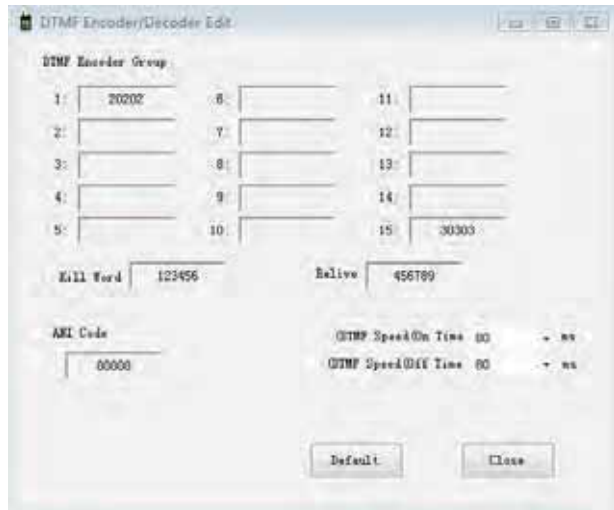 DTMF Encoder/Decoder Edit
DTMF Encoder Group
1: 20202 6: 11:
2: 7: 12:
3: 8: 13:
4: 9: 14:
5: 10: 15: 30303
Kill Word 123456 Relive 456789
ANI Code
00000
(DTMF Speed)On Time 80 ms
(DTMF Speed)Off Time 80 ms
Default Close